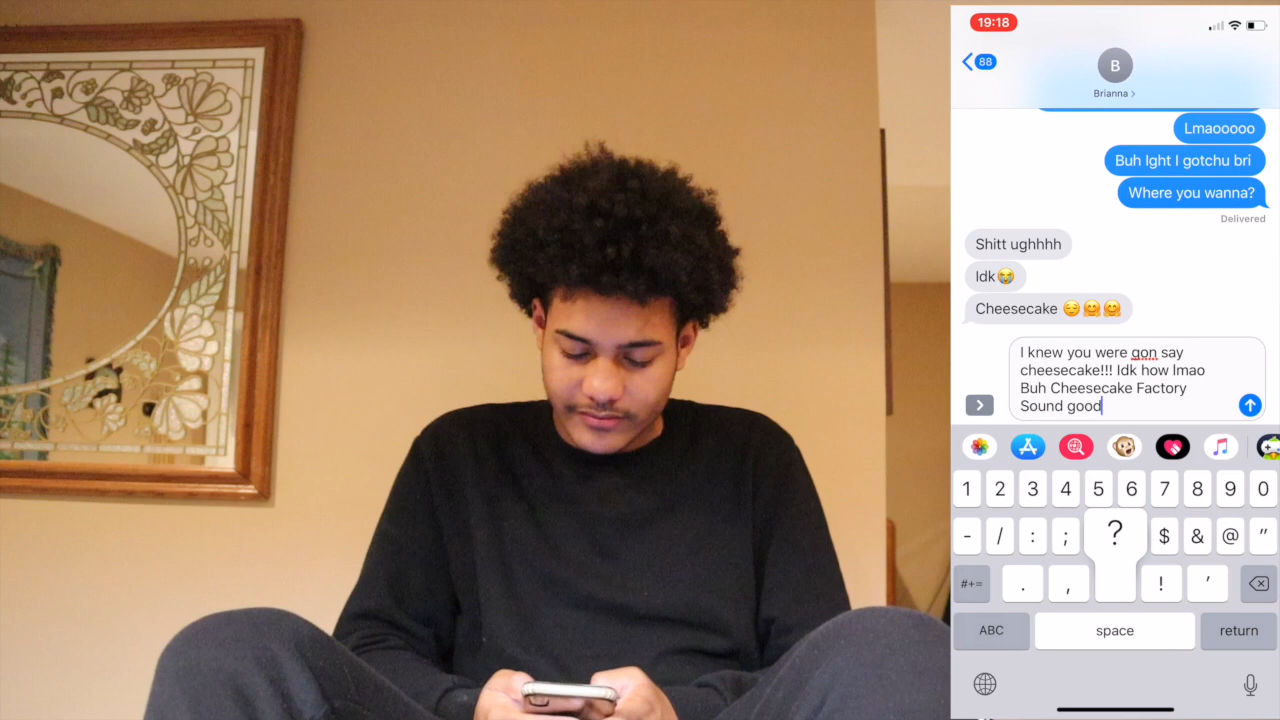 19:18
88
B
Brianna >
Lmaooooo
Buh Ight I gotchu bri
Where you wanna?
Delivered
Shitt ughhhh
Idk😭
Cheesecake 😌🤗🤗
I knew you were gon say
cheesecake!!! Idk how lmao
Buh Cheesecake Factory
Sound good
1 2 3 4 5 6 7 8 9 0
- / : ; ? $ & @ "
#+= . , ! '
ABC space return